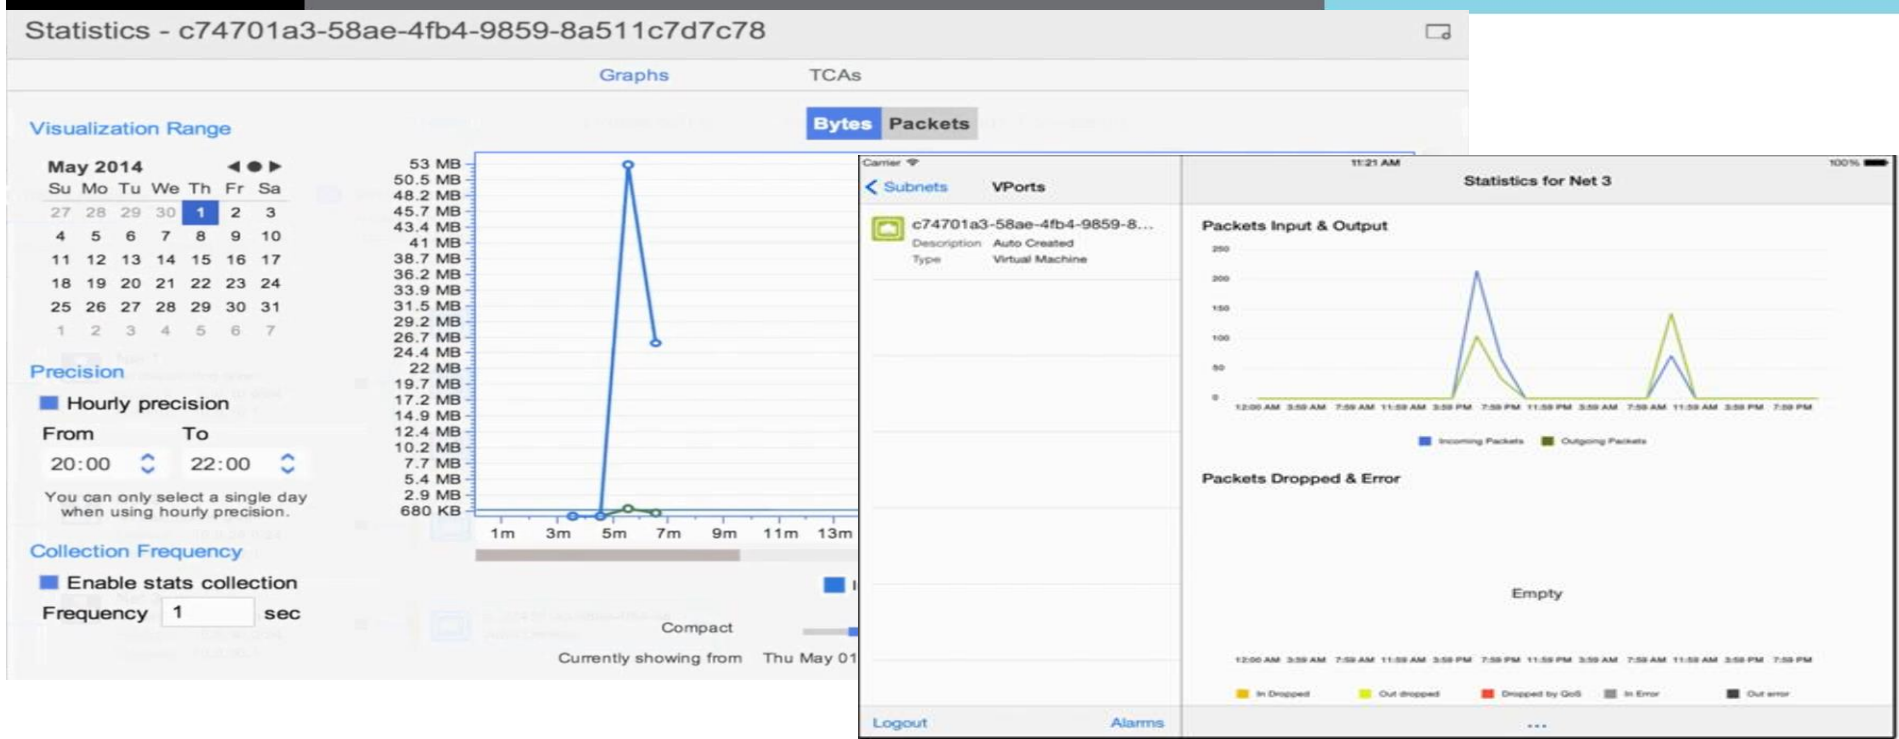 Statistics - c74701a3-58ae-4fb4-9859-8a511c7d7c78
Graphs TCAs
Visualization Range
May 2014
Su Mo Tu We Th Fr Sa
27 28 29 30 1 2 3
4 5 6 7 8 9 10
11 12 13 14 15 16 17
18 19 20 21 22 23 24
25 26 27 28 29 30 31
1 2 3 4 5 6 7
Precision
Hourly precision
From To
20:00 22:00
You can only select a single day
when using hourly precision.
Collection Frequency
Enable stats collection
Frequency 1 sec
Bytes Packets
53 MB
50.5 MB
48.2 MB
45.7 MB
43.4 MB
41 MB
38.7 MB
36.2 MB
33.9 MB
31.5 MB
29.2 MB
26.7 MB
24.4 MB
22 MB
19.7 MB
17.2 MB
14.9 MB
12.4 MB
10.2 MB
7.7 MB
5.4 MB
2.9 MB
680 KB
1m 3m 5m 7m 9m 11m 13m
Compact
Currently showing from Thu May 01
Carrier 11:21 AM 100%
Subnets VPorts
c74701a3-58ae-4fb4-9859-8...
Description Auto Created
Type Virtual Machine
Logout Alarms
Statistics for Net 3
Packets Input & Output
250
200
150
100
50
0
12:00 AM 3:59 AM 7:59 AM 11:59 AM 3:59 PM 7:59 PM 11:59 PM 3:59 AM 7:59 AM 11:59 AM 3:59 PM 7:59 PM
Incoming Packets Outgoing Packets
Packets Dropped & Error
Empty
12:00 AM 3:59 AM 7:59 AM 11:59 AM 3:59 PM 7:59 PM 11:59 PM 3:59 AM 7:59 AM 11:59 AM 3:59 PM 7:59 PM
In Dropped Out dropped Dropped by QoS In Error Out error
...